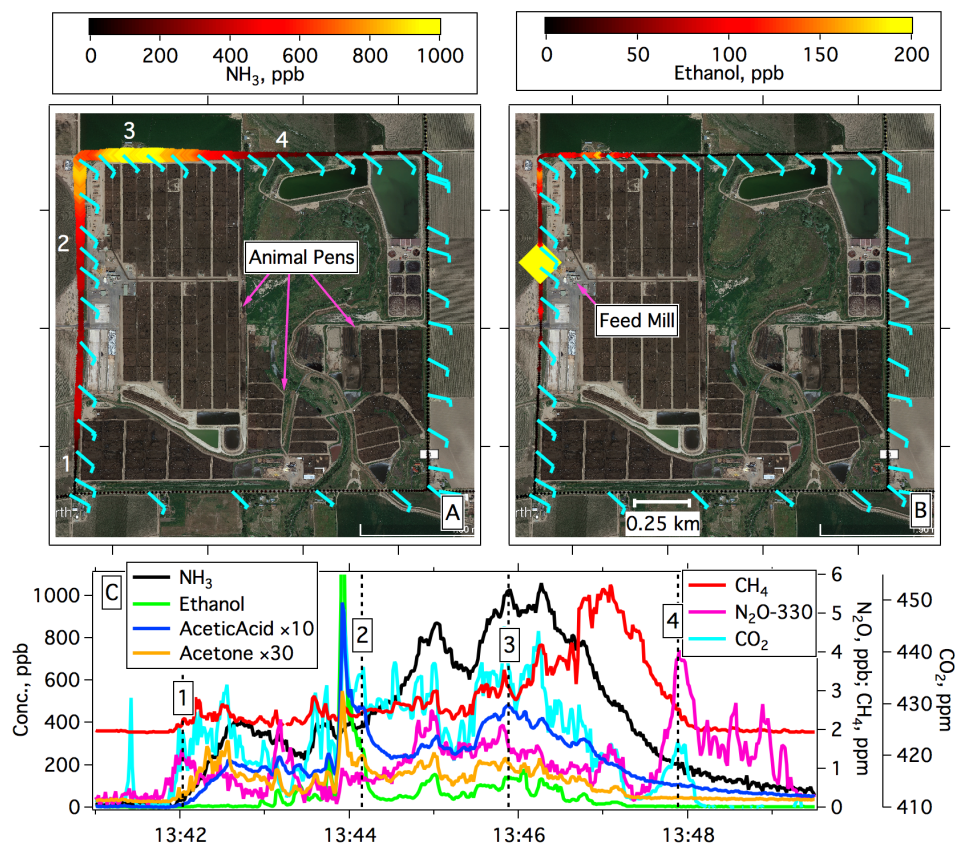 0 200 400 600 800 1000
NH₃, ppb
0 50 100 150 200
Ethanol, ppb
3
4
2
1
Animal Pens
A
rth
Feed Mill
0.25 km
B
rth
C
NH₃
Ethanol
AceticAcid ×10
Acetone ×30
CH₄
N₂O-330
CO₂
1
2
3
4
Conc., ppb
1000
800
600
400
200
0
6
5
4
3
2
1
0
N₂O, ppb; CH₄, ppm
450
440
430
420
410
CO₂, ppm
13:42 13:44 13:46 13:48